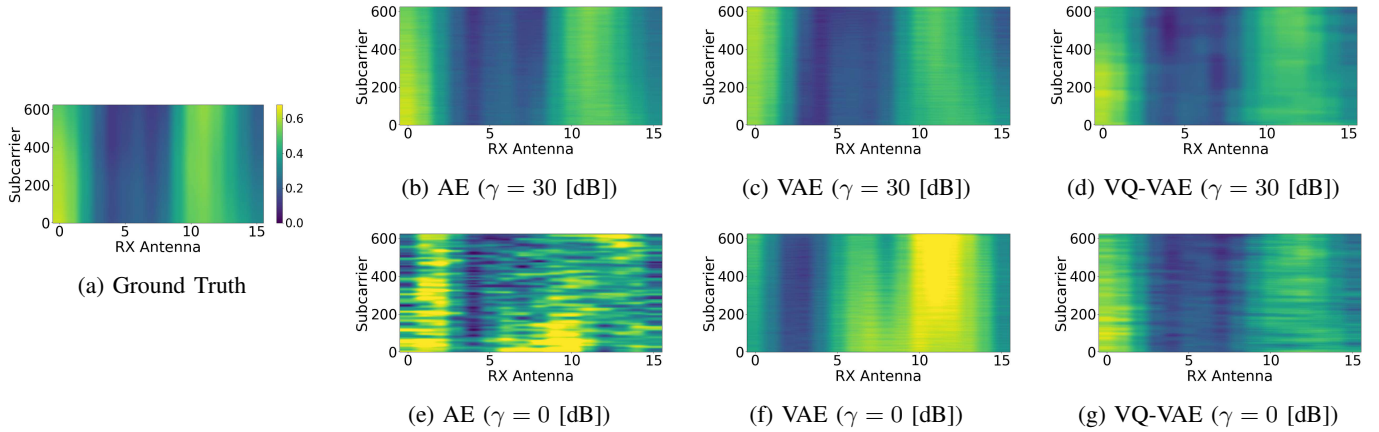 600
400
200
0
Subcarrier
0 5 10 15
RX Antenna
0.6
0.4
0.2
0.0
(a) Ground Truth
600
400
200
0
Subcarrier
0 5 10 15
RX Antenna
(b) AE (γ = 30 [dB])
600
400
200
0
Subcarrier
0 5 10 15
RX Antenna
(c) VAE (γ = 30 [dB])
600
400
200
0
Subcarrier
0 5 10 15
RX Antenna
(d) VQ-VAE (γ = 30 [dB])
600
400
200
0
Subcarrier
0 5 10 15
RX Antenna
(e) AE (γ = 0 [dB])
600
400
200
0
Subcarrier
0 5 10 15
RX Antenna
(f) VAE (γ = 0 [dB])
600
400
200
0
Subcarrier
0 5 10 15
RX Antenna
(g) VQ-VAE (γ = 0 [dB])